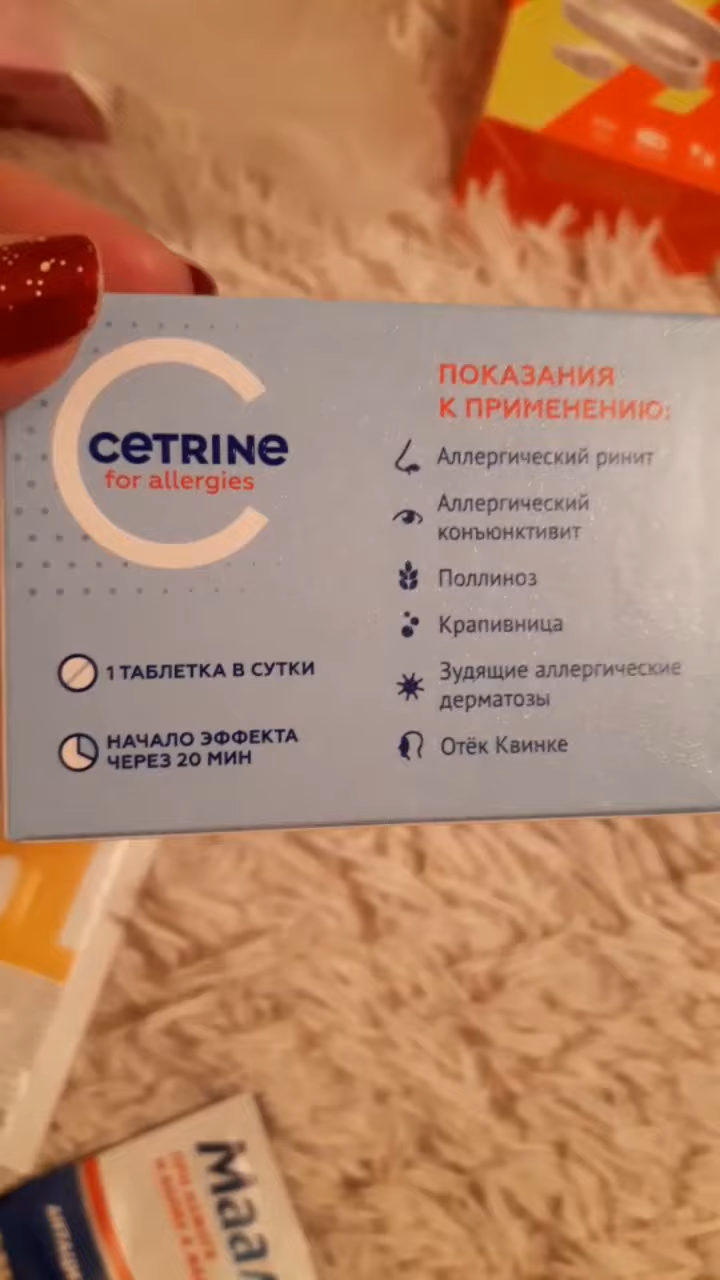 CETRINE
for allergies
1 ТАБЛЕТКА В СУТКИ
НАЧАЛО ЭФФЕКТА
ЧЕРЕЗ 20 МИН
ПОКАЗАНИЯ
К ПРИМЕНЕНИЮ:
Аллергический ринит
Аллергический
конъюнктивит
Поллиноз
Крапивница
Зудящие аллергические
дерматозы
Отёк Квинке
Маал